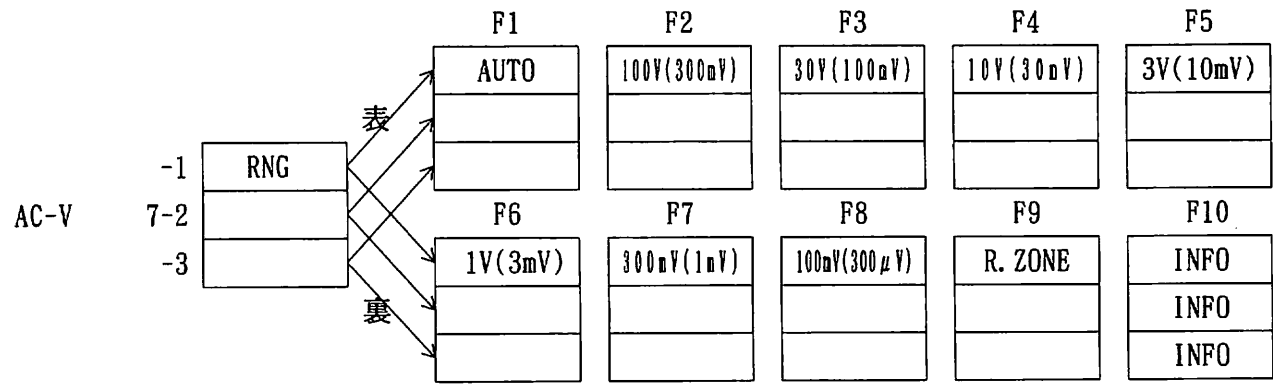 F1 F2 F3 F4 F5
AUTO 100V(300mV) 30V(100mV) 10V(30mV) 3V(10mV)
表
-1 RNG
AC-V 7-2 F6 F7 F8 F9 F10
-3 1V(3mV) 300mV(1mV) 100mV(300μV) R.ZONE INFO
裏 INFO
INFO